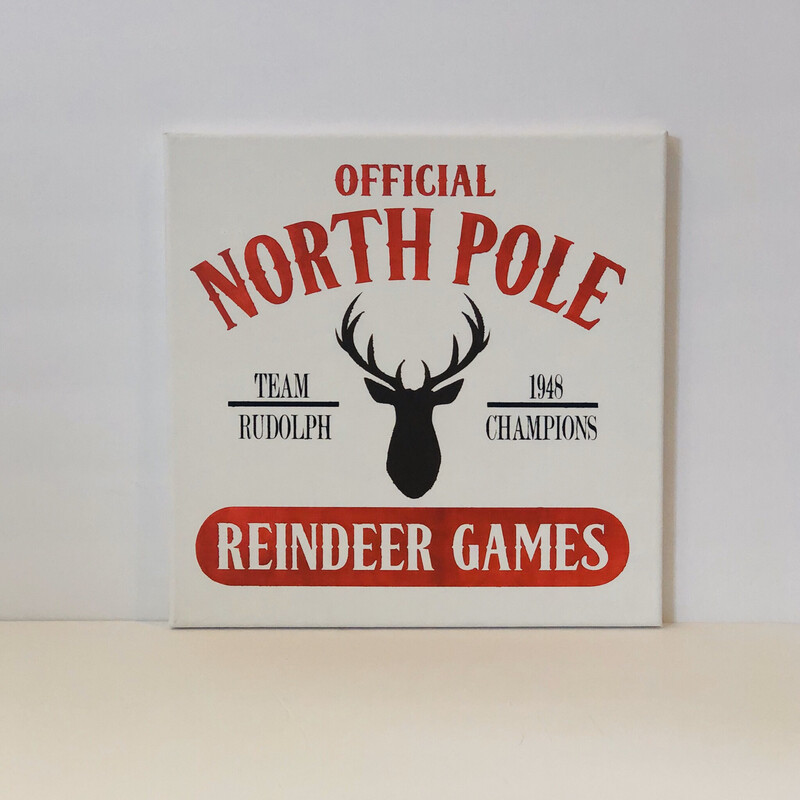 OFFICIAL
NORTH POLE
TEAM
RUDOLPH
1948
CHAMPIONS
REINDEER GAMES